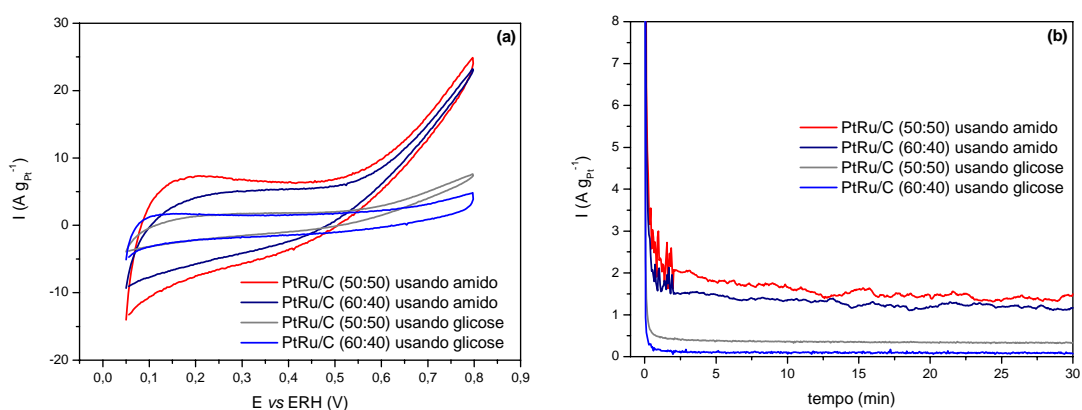 (a)
30
20
10
0
-10
-20
I (A g_Pt^-1)
PtRu/C (50:50) usando amido
PtRu/C (60:40) usando amido
PtRu/C (50:50) usando glicose
PtRu/C (60:40) usando glicose
0,0 0,1 0,2 0,3 0,4 0,5 0,6 0,7 0,8 0,9
E vs ERH (V)
(b)
8
7
6
5
4
3
2
1
0
I (A g_Pt^-1)
PtRu/C (50:50) usando amido
PtRu/C (60:40) usando amido
PtRu/C (50:50) usando glicose
PtRu/C (60:40) usando glicose
0 5 10 15 20 25 30
tempo (min)